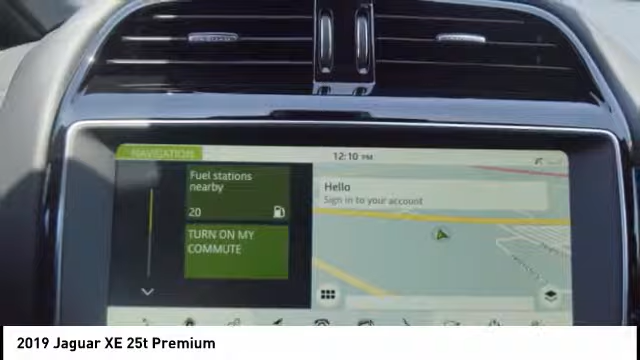 NAVIGATION
12:10 PM
Fuel stations
nearby
20
TURN ON MY
COMMUTE
Hello
Sign in to your account
2019 Jaguar XE 25t Premium